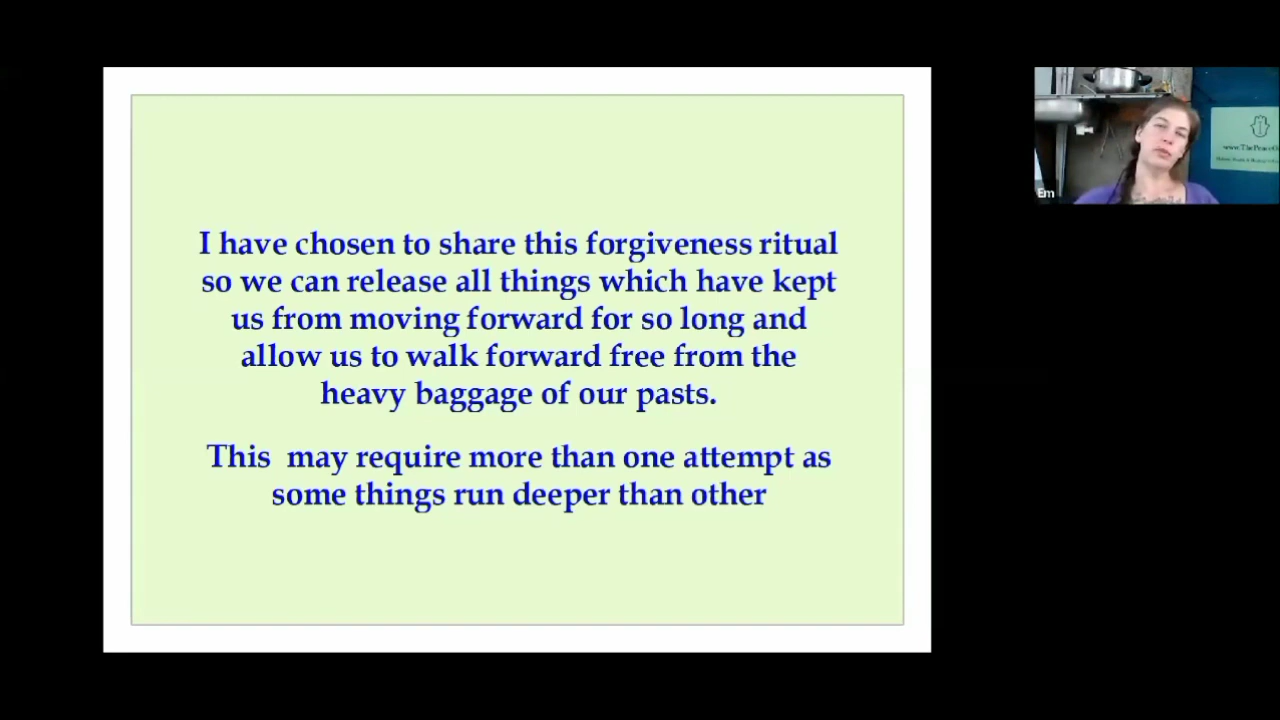 I have chosen to share this forgiveness ritual
so we can release all things which have kept
us from moving forward for so long and
allow us to walk forward free from the
heavy baggage of our pasts.
This may require more than one attempt as
some things run deeper than other
Em